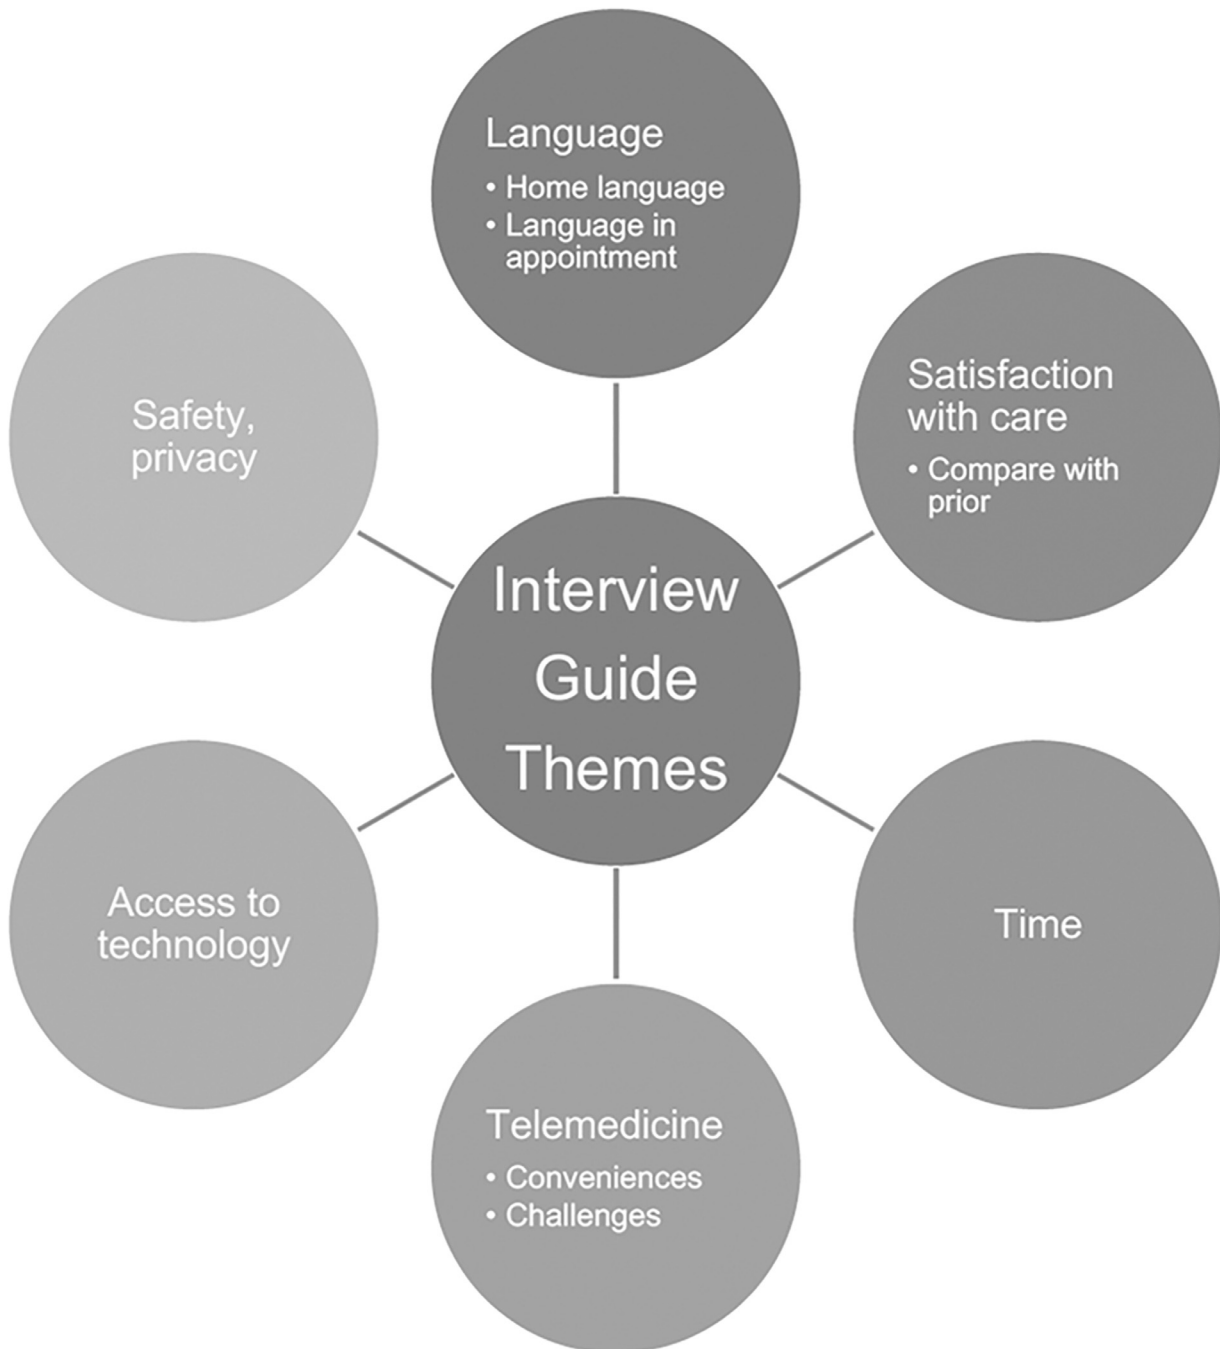 Language
• Home language
• Language in
appointment
Satisfaction
with care
• Compare with
prior
Time
Telemedicine
• Conveniences
• Challenges
Access to
technology
Safety,
privacy
Interview
Guide
Themes